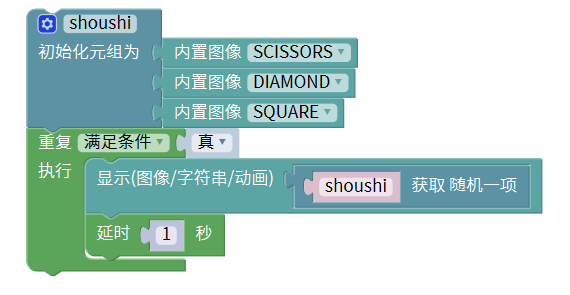 shoushi
初始化元组为 内置图像 SCISSORS
内置图像 DIAMOND
内置图像 SQUARE
重复 满足条件 真
执行 显示(图像/字符串/动画) shoushi 获取 随机一项
延时 1 秒